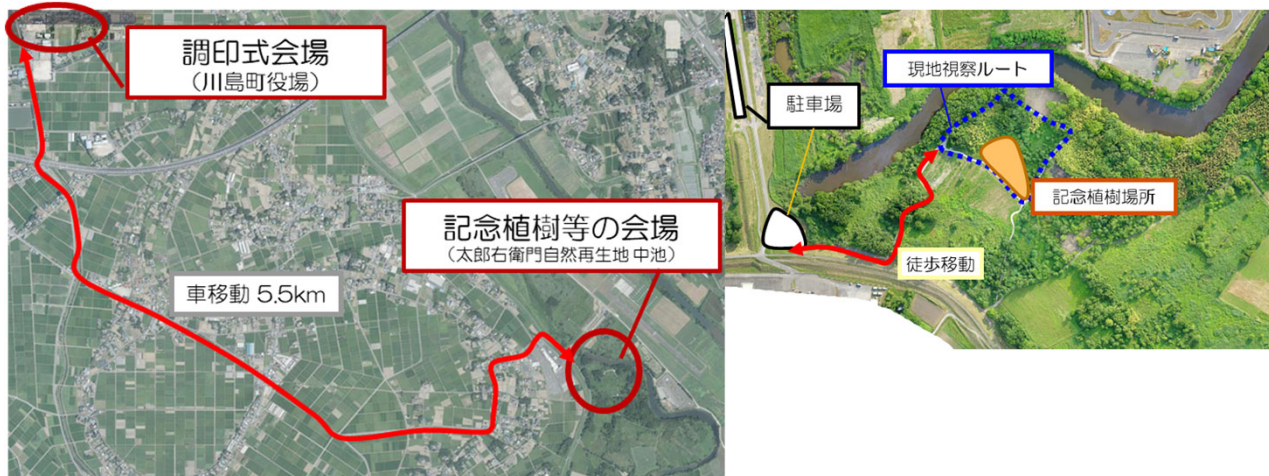 調印式会場
（川島町役場）
車移動 5.5km
記念植樹等の会場
（太郎右衛門自然再生地 中池）
現地視察ルート
駐車場
記念植樹場所
徒歩移動